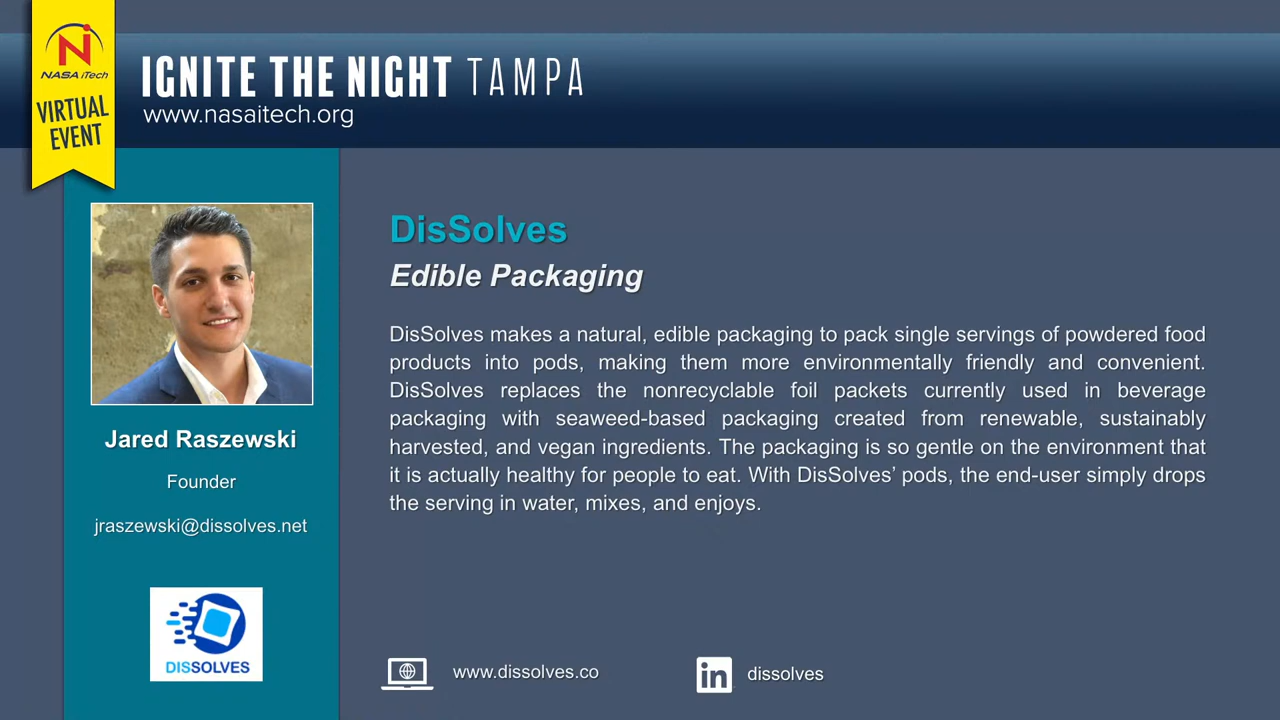 NASA iTech
VIRTUAL
EVENT
IGNITE THE NIGHT TAMPA
www.nasaitech.org
Jared Raszewski
Founder
jraszewski@dissolves.net
DISSOLVES
DisSolves
Edible Packaging
DisSolves makes a natural, edible packaging to pack single servings of powdered food
products into pods, making them more environmentally friendly and convenient.
DisSolves replaces the nonrecyclable foil packets currently used in beverage
packaging with seaweed-based packaging created from renewable, sustainably
harvested, and vegan ingredients. The packaging is so gentle on the environment that
it is actually healthy for people to eat. With DisSolves’ pods, the end-user simply drops
the serving in water, mixes, and enjoys.
www.dissolves.co
in dissolves